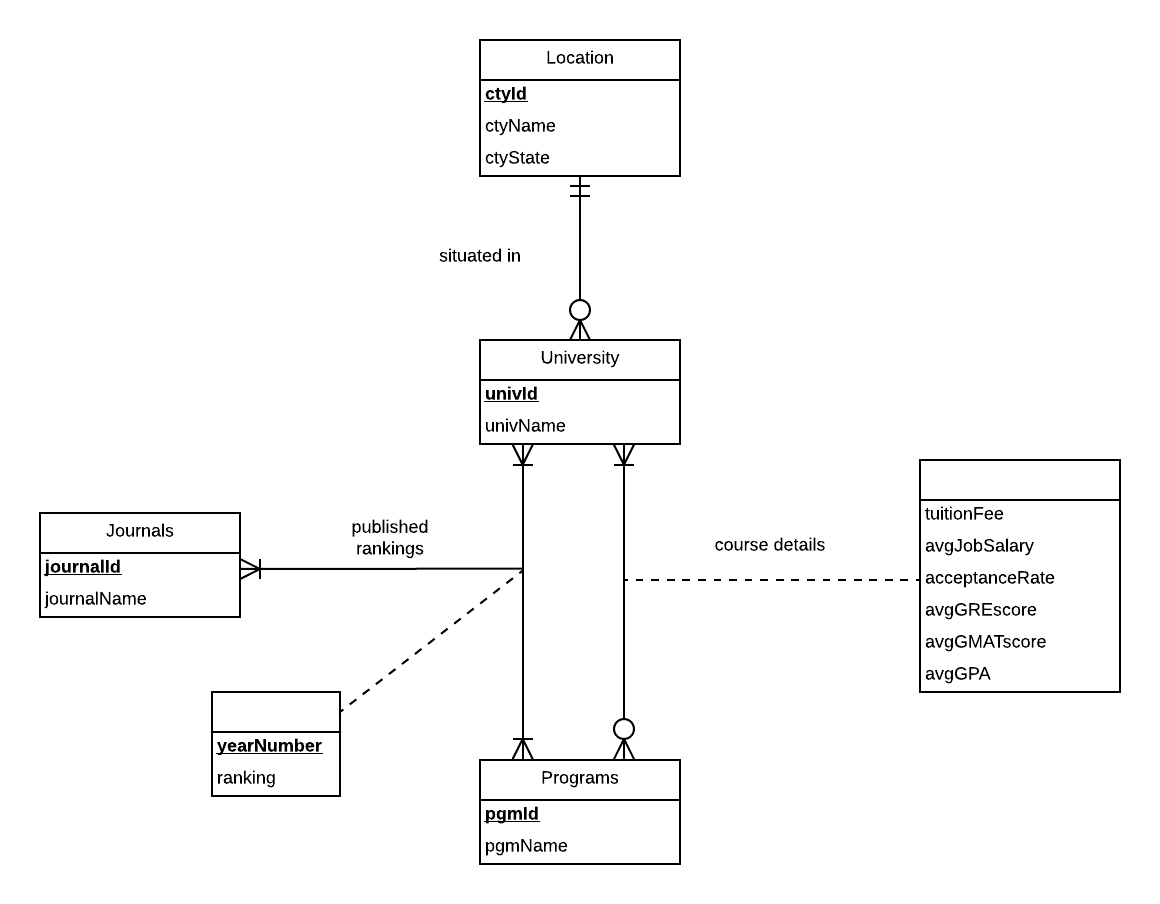 Location
ctyId
ctyName
ctyState
situated in
University
univId
univName
Journals
journalId
journalName
published
rankings
course details
tuitionFee
avgJobSalary
acceptanceRate
avgGREscore
avgGMATscore
avgGPA
yearNumber
ranking
Programs
pgmId
pgmName